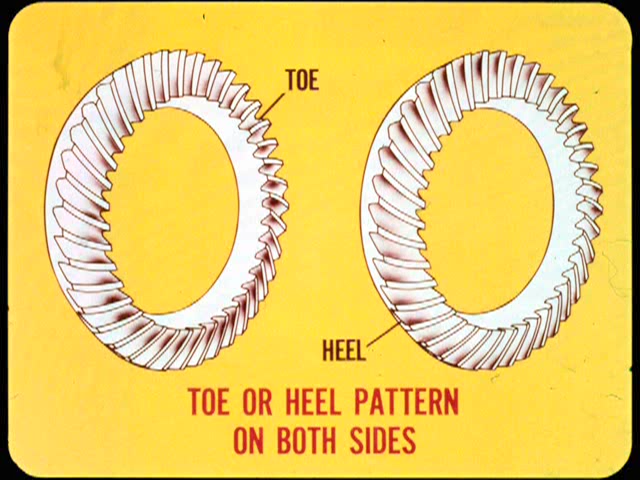 TOE
HEEL
TOE OR HEEL PATTERN
ON BOTH SIDES